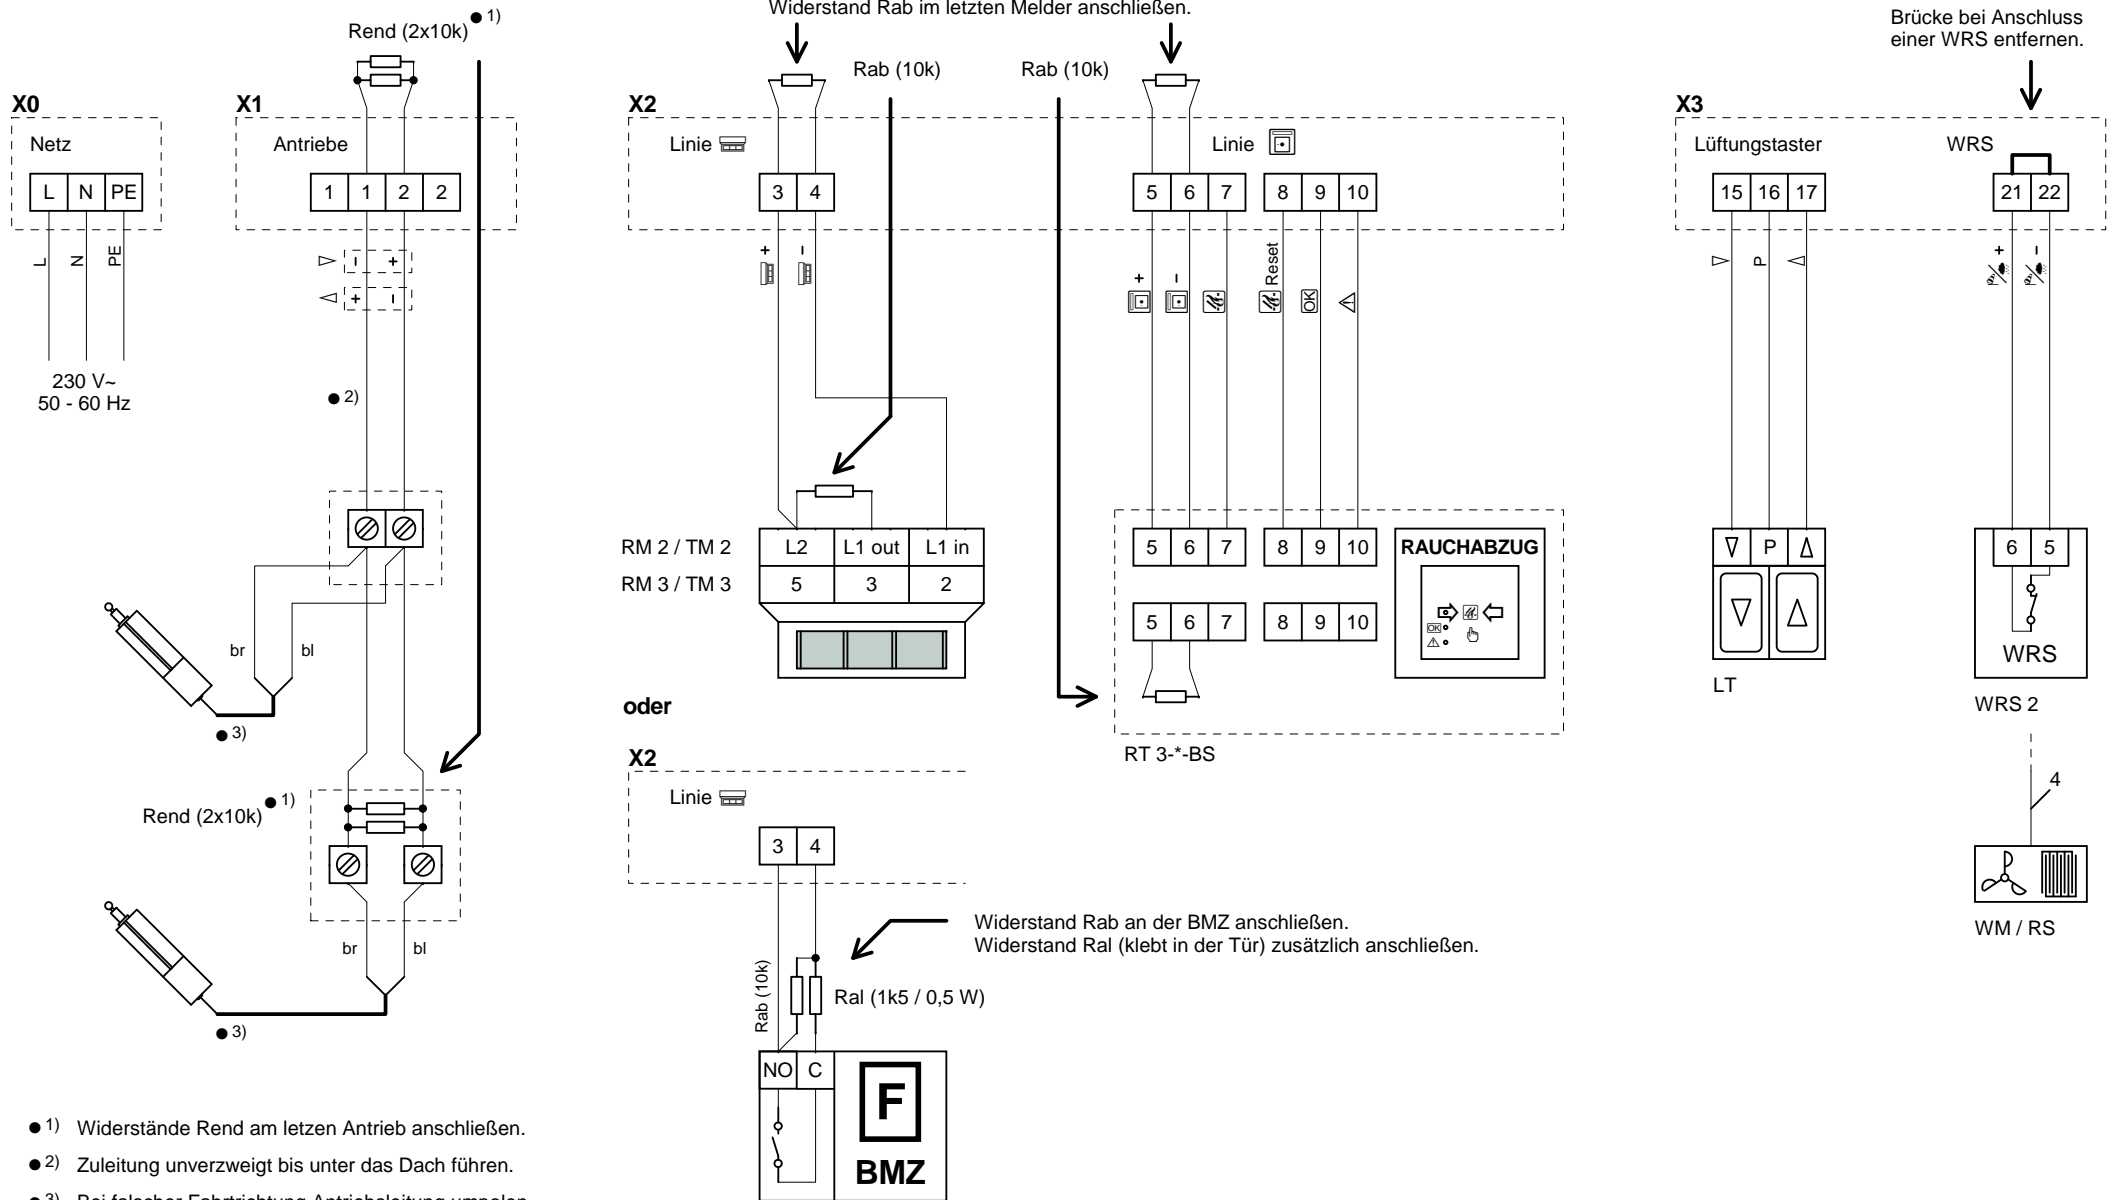 Widerstand Rab im letzten Melder anschließen.
Rend (2x10k) ● 1)
Rab (10k)
Rab (10k)
Brücke bei Anschluss
einer WRS entfernen.
X0
Netz
L N PE
L
N
PE
230 V~
50 - 60 Hz
X1
Antriebe
1 1 2 2
▷ − +
◁ + −
● 2)
br
bl
● 3)
Rend (2x10k) ● 1)
br
bl
● 3)
X2
Linie
3 4
+
−
Linie
5 6 7 8 9 10
+
−
Reset
OK
RM 2 / TM 2
L2 L1 out L1 in
RM 3 / TM 3
5 3 2
5 6 7 8 9 10
5 6 7 8 9 10
RAUCHABZUG
OK
RT 3-*-BS
oder
X2
Linie
3 4
Widerstand Rab an der BMZ anschließen.
Widerstand Ral (klebt in der Tür) zusätzlich anschließen.
Rab (10k)
Ral (1k5 / 0,5 W)
NO C
F
BMZ
X3
Lüftungstaster
WRS
15 16 17
21 22
P
+
−
P
LT
6 5
WRS
WRS 2
4
WM / RS
● 1) Widerstände Rend am letzen Antrieb anschließen.
● 2) Zuleitung unverzweigt bis unter das Dach führen.
● 3) Bei falscher Fahrtrichtung Antriebsleitung umpolen